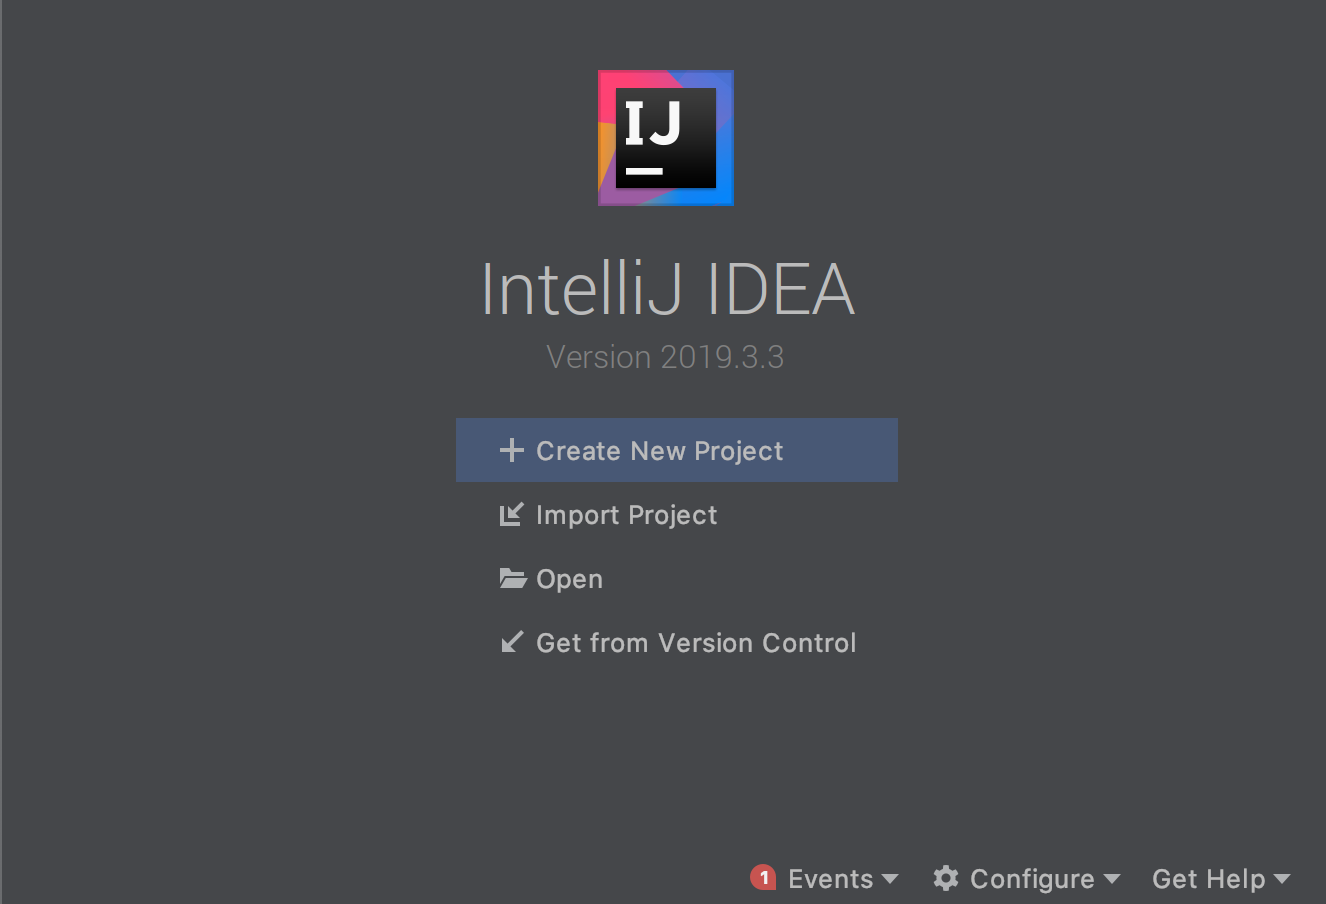 IJ
IntelliJ IDEA
Version 2019.3.3
Create New Project
Import Project
Open
Get from Version Control
1 Events Configure Get Help